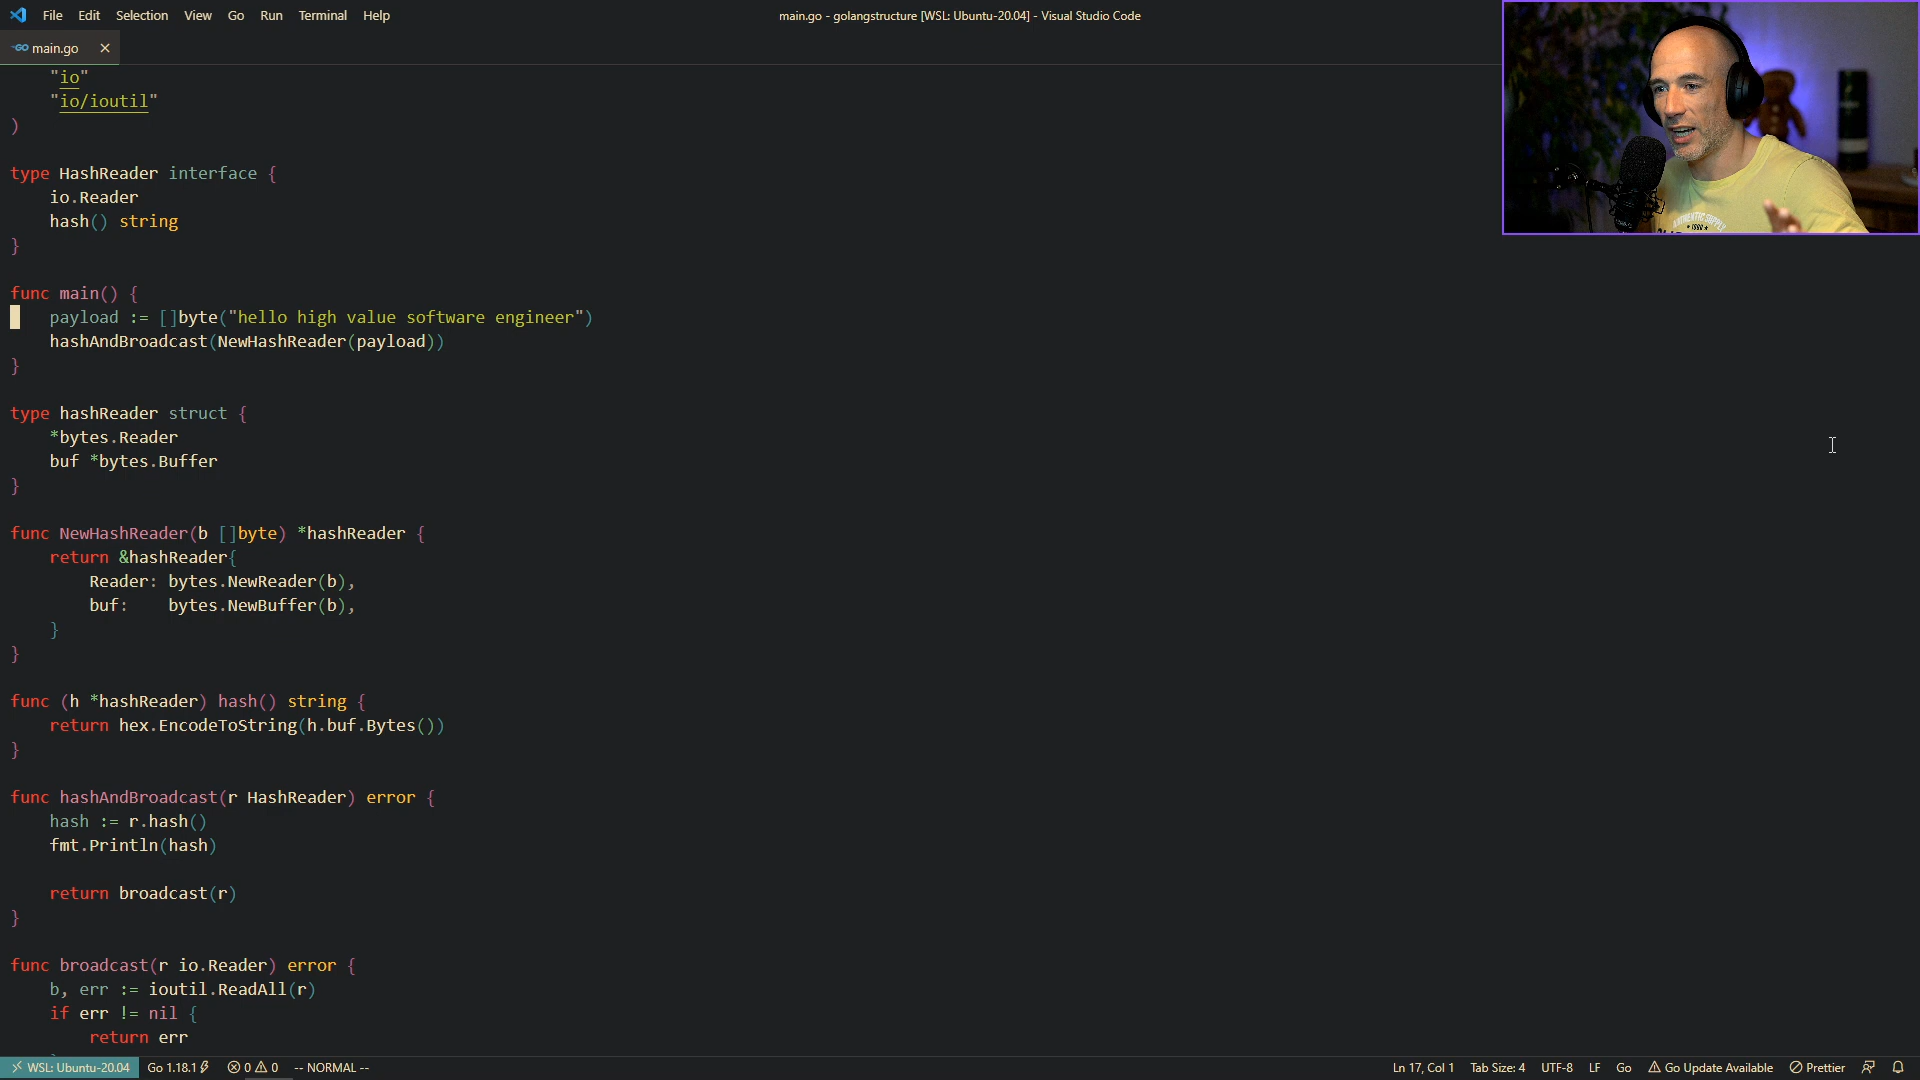 File Edit Selection View Go Run Terminal Help
main.go - golangstructure [WSL: Ubuntu-20.04] - Visual Studio Code
GO main.go
"io"
"io/ioutil"
)
type HashReader interface {
io.Reader
hash() string
}
func main() {
payload := []byte("hello high value software engineer")
hashAndBroadcast(NewHashReader(payload))
}
type hashReader struct {
*bytes.Reader
buf *bytes.Buffer
}
func NewHashReader(b []byte) *hashReader {
return &hashReader{
Reader: bytes.NewReader(b),
buf: bytes.NewBuffer(b),
}
}
func (h *hashReader) hash() string {
return hex.EncodeToString(h.buf.Bytes())
}
func hashAndBroadcast(r HashReader) error {
hash := r.hash()
fmt.Println(hash)
return broadcast(r)
}
func broadcast(r io.Reader) error {
b, err := ioutil.ReadAll(r)
if err != nil {
return err
WSL: Ubuntu-20.04 Go 1.18.1 0 0 -- NORMAL -- Ln 17, Col 1 Tab Size: 4 UTF-8 LF Go Go Update Available Prettier
AUTHENTIC SUPPLY